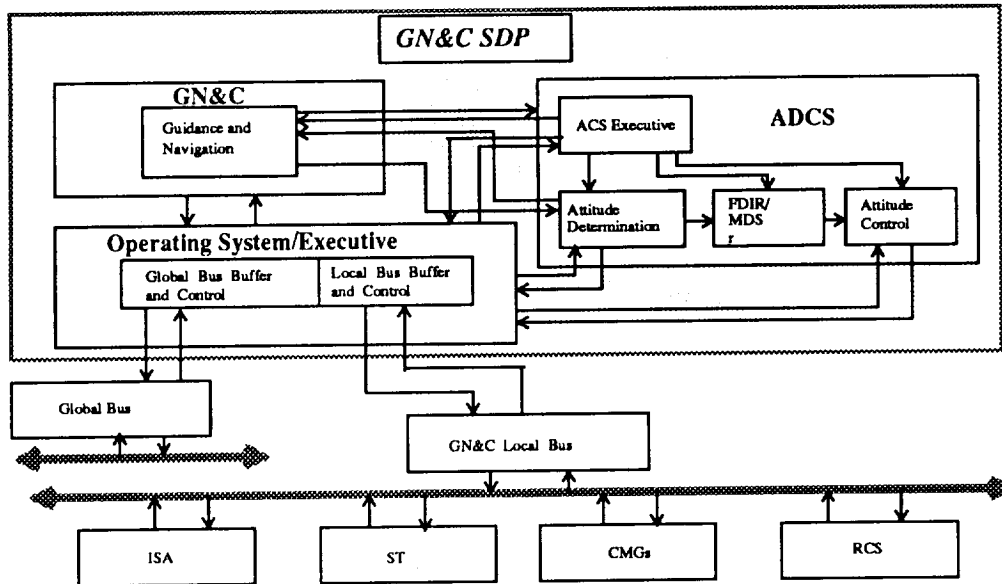 GN&C SDP
GN&C
Guidance and
Navigation
ADCS
ACS Executive
Attitude
Determination
FDIR/
MDS
r
Attitude
Control
Operating System/Executive
Global Bus Buffer
and Control
Local Bus Buffer
and Control
Global Bus
GN&C Local Bus
ISA
ST
CMGs
RCS